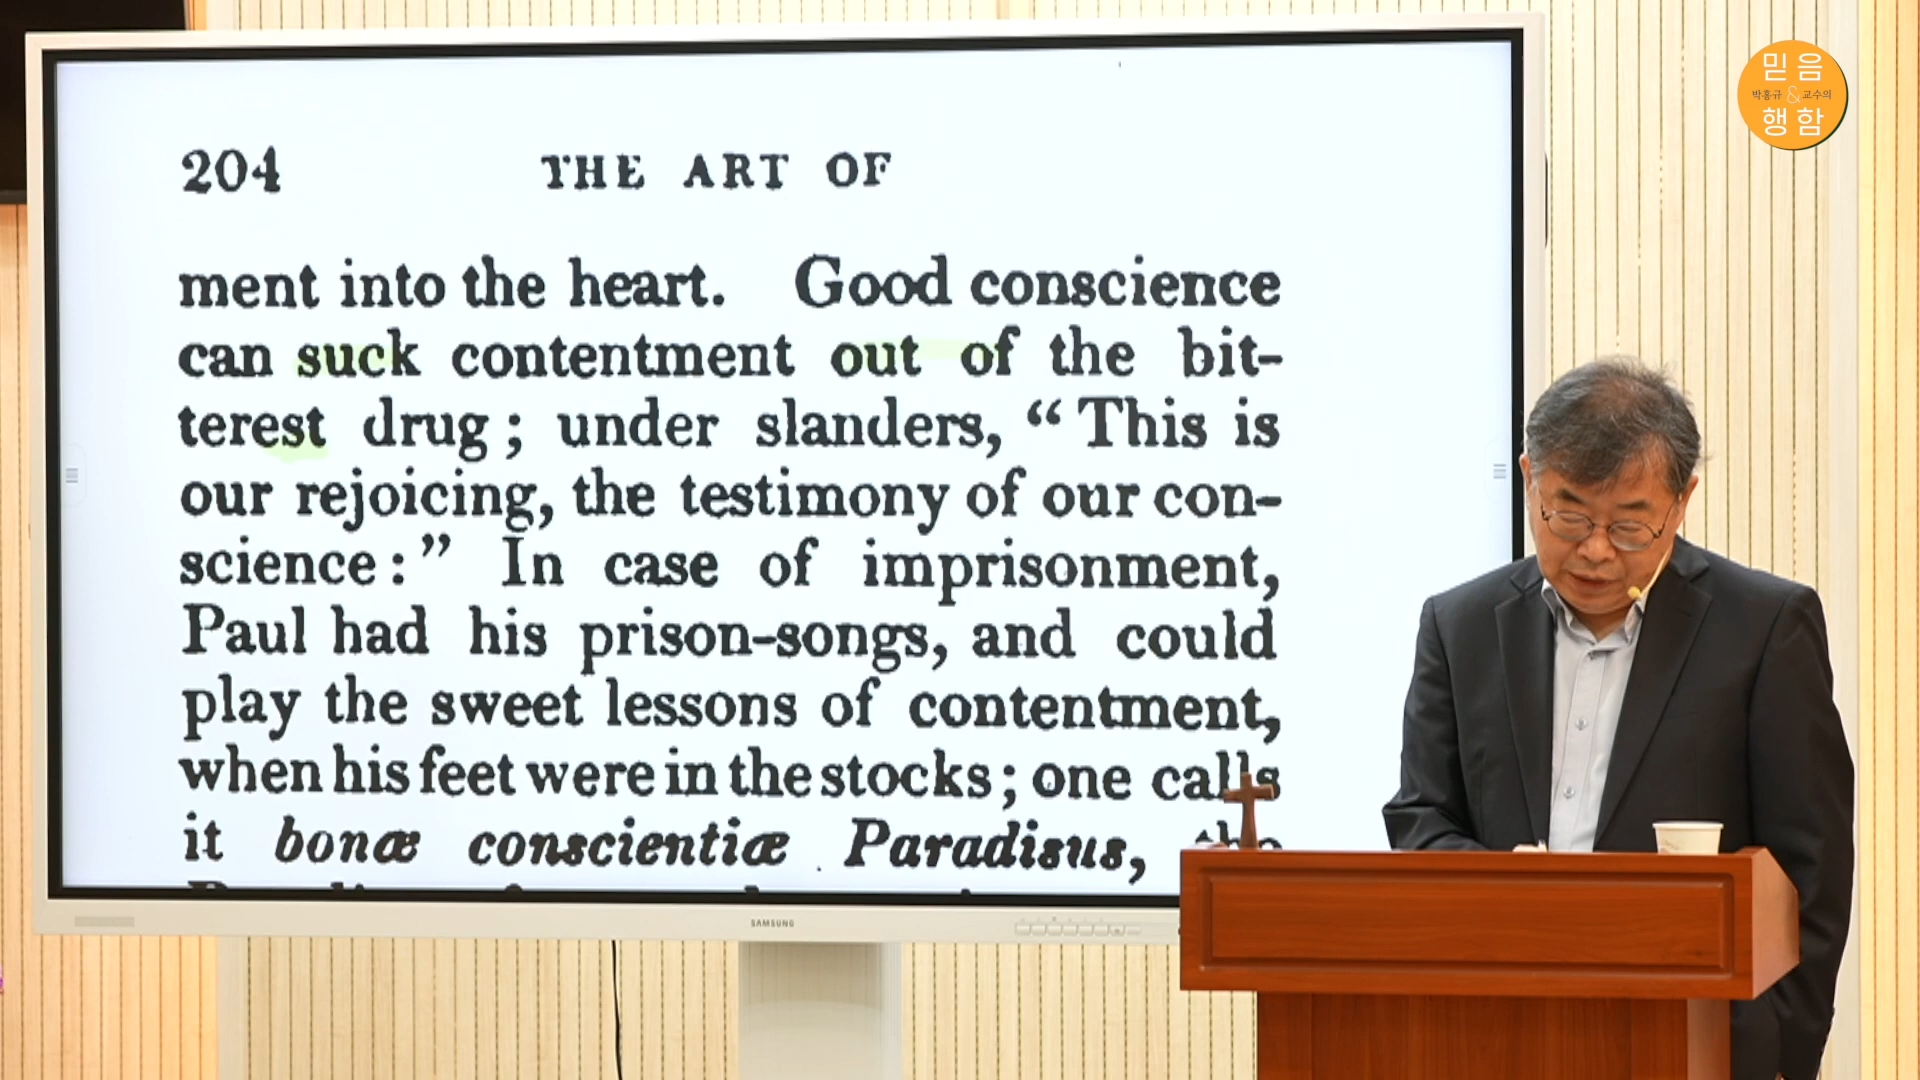 204 THE ART OF
ment into the heart. Good conscience
can suck contentment out of the bit-
terest drug; under slanders, “This is
our rejoicing, the testimony of our con-
science:” In case of imprisonment,
Paul had his prison-songs, and could
play the sweet lessons of contentment,
when his feet were in the stocks; one calls
it bonæ conscientiæ Paradisus, the
SAMSUNG
믿음
박홍규 & 교수의
행함